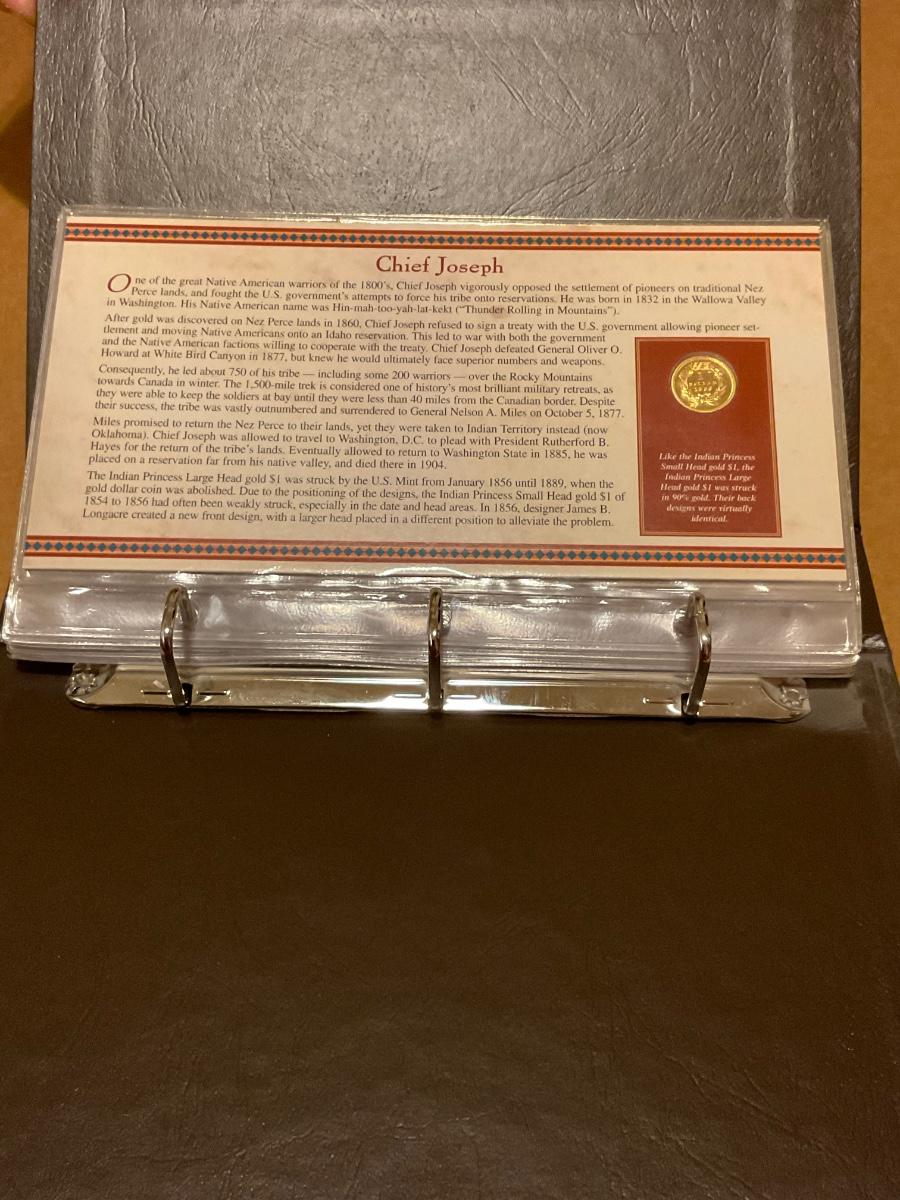 Chief Joseph
One of the great Native American warriors of the 1800's, Chief Joseph vigorously opposed the settlement of pioneers on traditional Nez
Perce lands, and fought the U.S. government's attempts to force his tribe onto reservations. He was born in 1832 in the Wallowa Valley
in Washington. His Native American name was Hin-mah-too-yah-lat-kekt ("Thunder Rolling in Mountains").
After gold was discovered on Nez Perce lands in 1860, Chief Joseph refused to sign a treaty with the U.S. government allowing pioneer set-
tlement and moving Native Americans onto an Idaho reservation. This led to war with both the government
and the Native American factions willing to cooperate with the treaty. Chief Joseph defeated General Oliver O.
Howard at White Bird Canyon in 1877, but knew he would ultimately face superior numbers and weapons.
Consequently, he led about 750 of his tribe — including some 200 warriors — over the Rocky Mountains
towards Canada in winter. The 1,500-mile trek is considered one of history's most brilliant military retreats, as
they were able to keep the soldiers at bay until they were less than 40 miles from the Canadian border. Despite
their success, the tribe was vastly outnumbered and surrendered to General Nelson A. Miles on October 5, 1877.
Miles promised to return the Nez Perce to their lands, yet they were taken to Indian Territory instead (now
Oklahoma). Chief Joseph was allowed to travel to Washington, D.C. to plead with President Rutherford B.
Hayes for the return of the tribe's lands. Eventually allowed to return to Washington State in 1885, he was
placed on a reservation far from his native valley, and died there in 1904.
The Indian Princess Large Head gold $1 was struck by the U.S. Mint from January 1856 until 1889, when the
gold dollar coin was abolished. Due to the positioning of the designs, the Indian Princess Small Head gold $1 of
1854 to 1856 had often been weakly struck, especially in the date and head areas. In 1856, designer James B.
Longacre created a new front design, with a larger head placed in a different position to alleviate the problem.
1
DOLLAR
Like the Indian Princess
Small Head gold $1, the
Indian Princess Large
Head gold $1 was struck
in 90% gold. Their back
designs were virtually
identical.